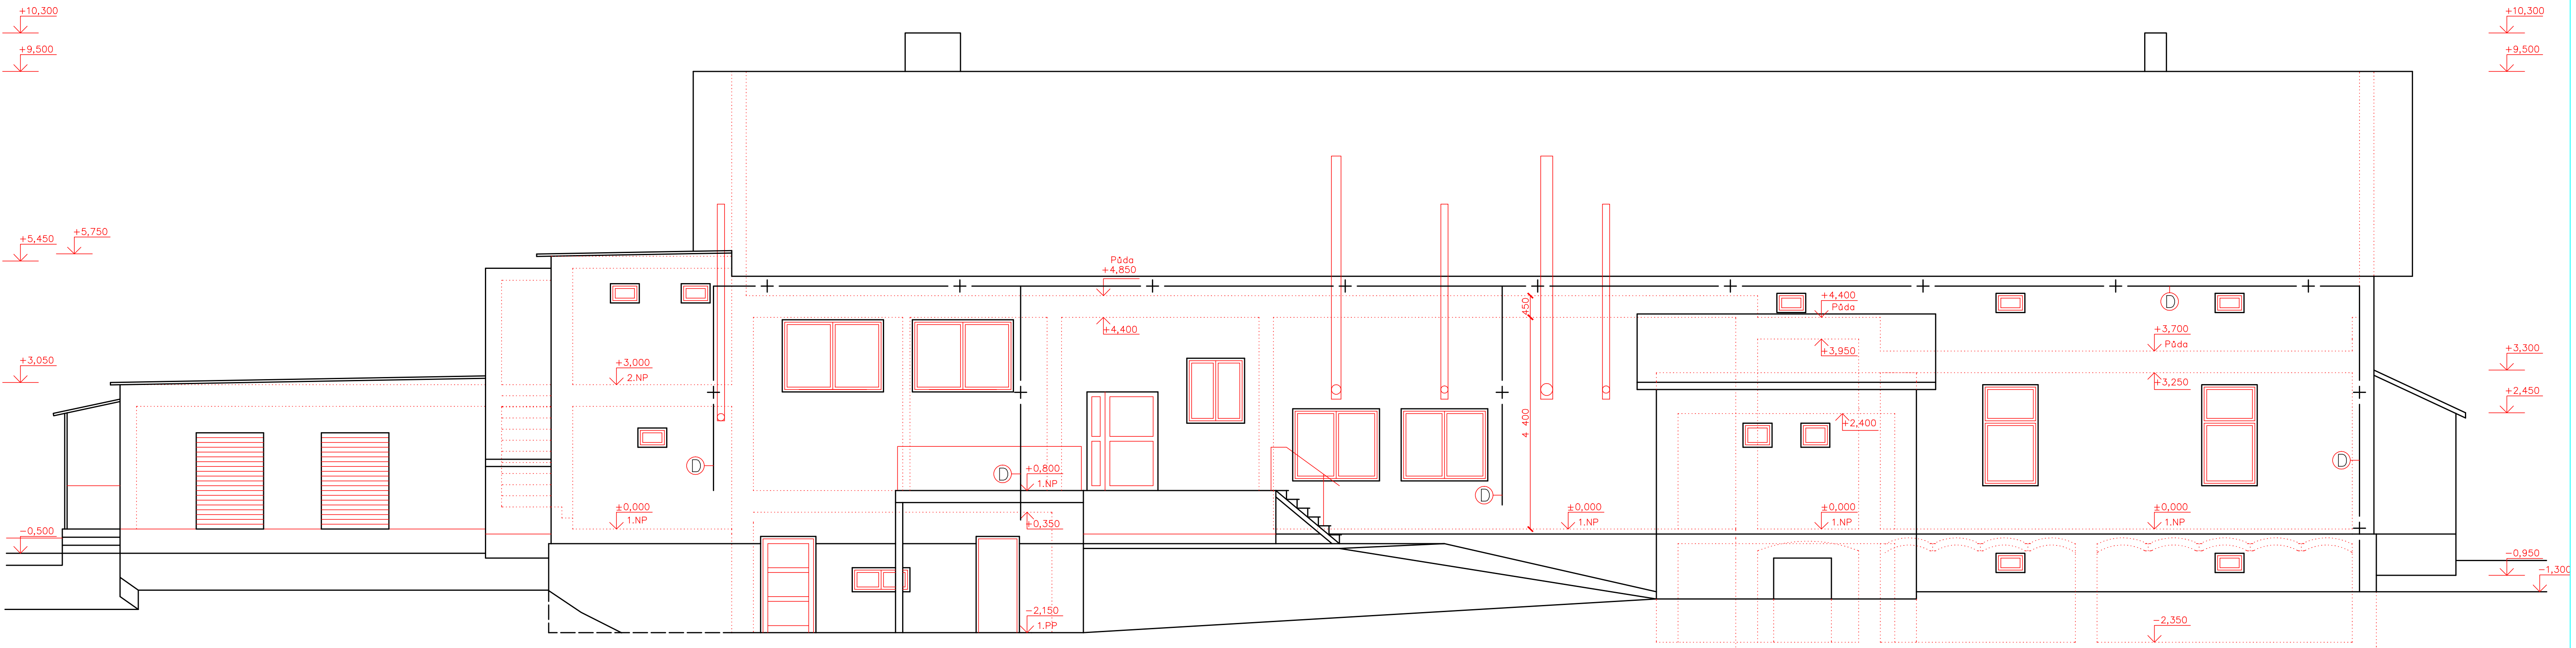 +10,300
+9,500
+5,450
+5,750
+3,050
-0,500
+3,000
2.NP
±0,000
1.NP
D
Půda
+4,850
+4,400
D
+0,800
1.NP
+0,350
-2,150
1.PP
450
4 400
D
±0,000
1.NP
+4,400
Půda
+3,950
+2,400
±0,000
1.NP
D
+3,700
Půda
+3,250
±0,000
1.NP
-2,350
D
+10,300
+9,500
+3,300
+2,450
-0,950
-1,300